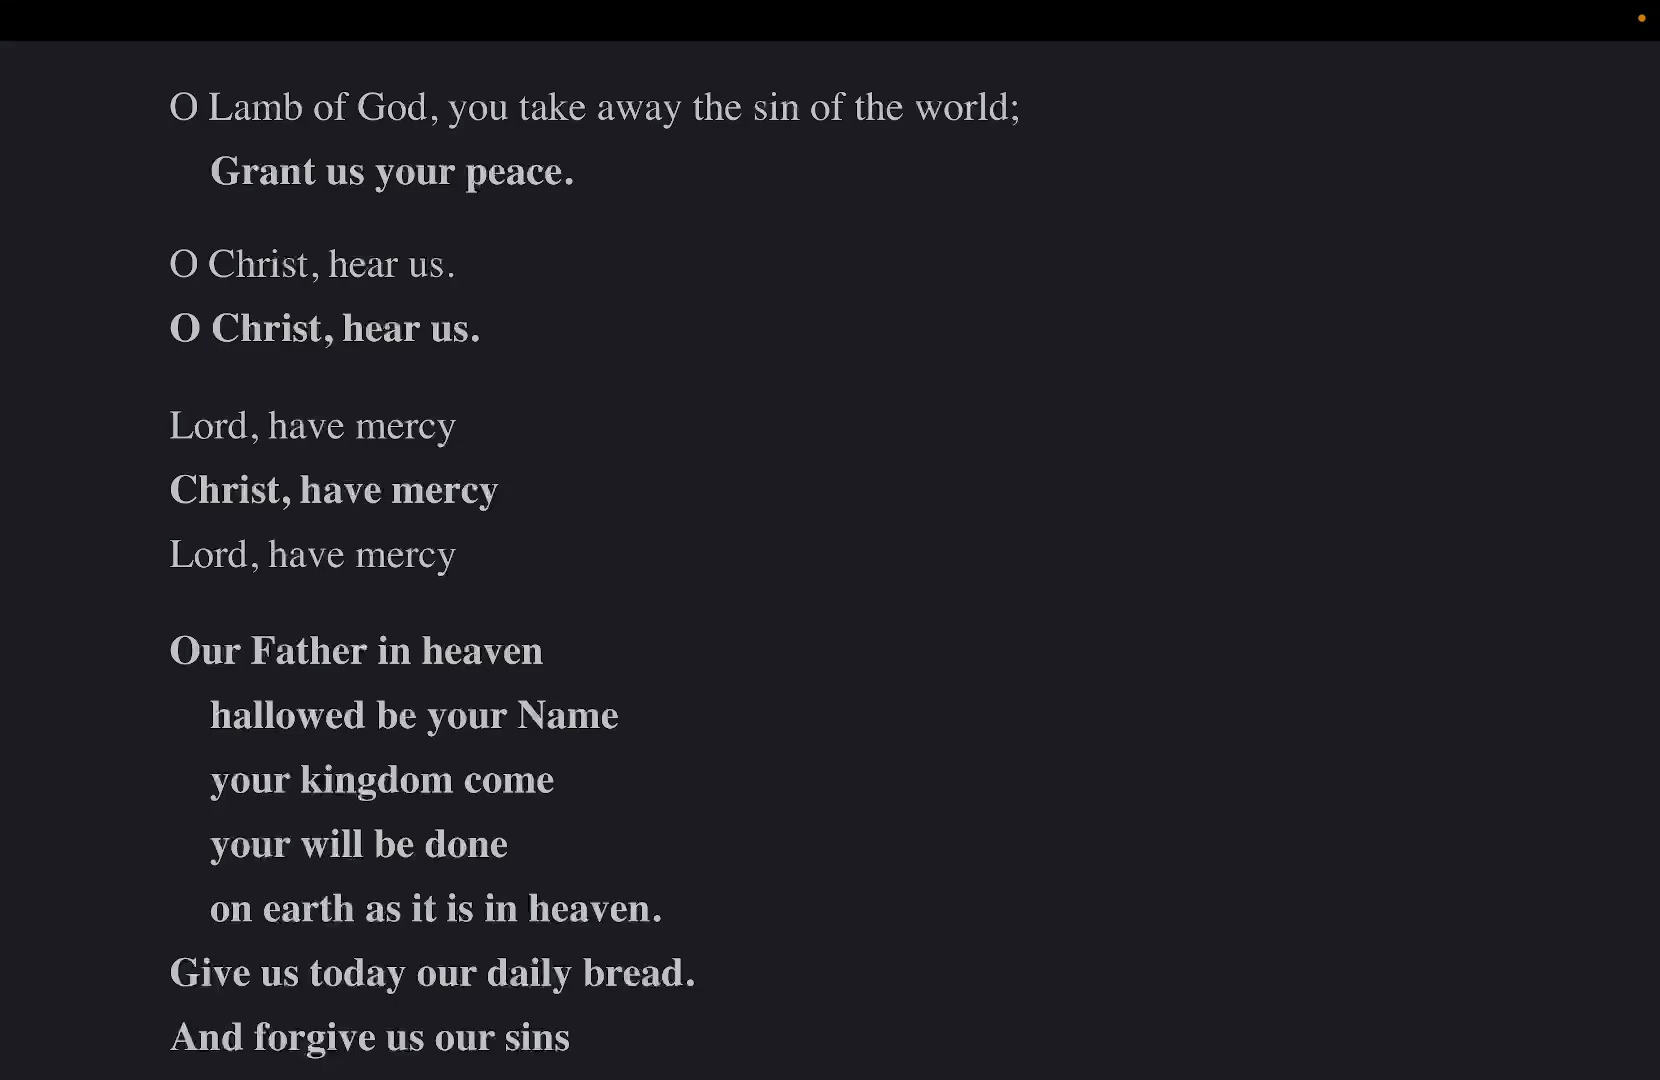 O Lamb of God, you take away the sin of the world;
Grant us your peace.
O Christ, hear us.
O Christ, hear us.
Lord, have mercy
Christ, have mercy
Lord, have mercy
Our Father in heaven
hallowed be your Name
your kingdom come
your will be done
on earth as it is in heaven.
Give us today our daily bread.
And forgive us our sins